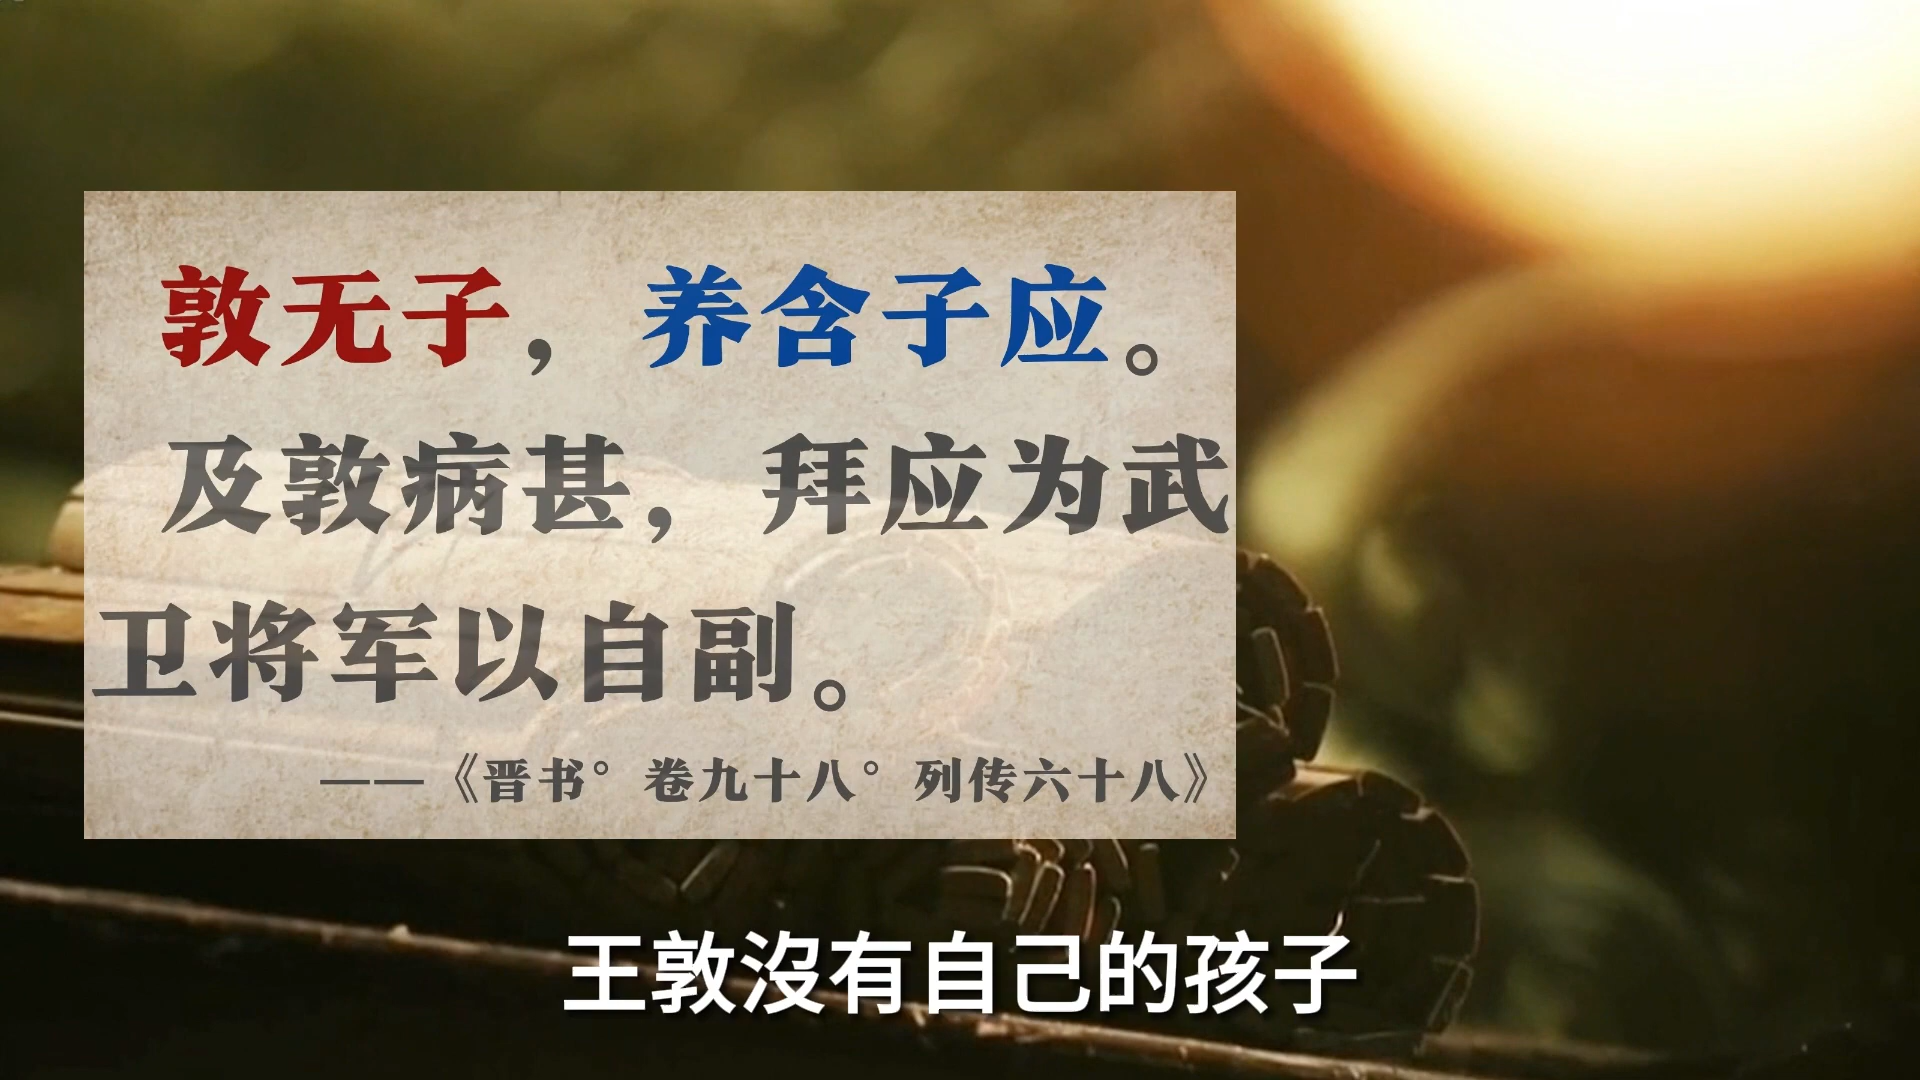 敦无子，养含子应。
及敦病甚，拜应为武
卫将军以自副。
——《晋书°卷九十八°列传六十八》
王敦沒有自己的孩子